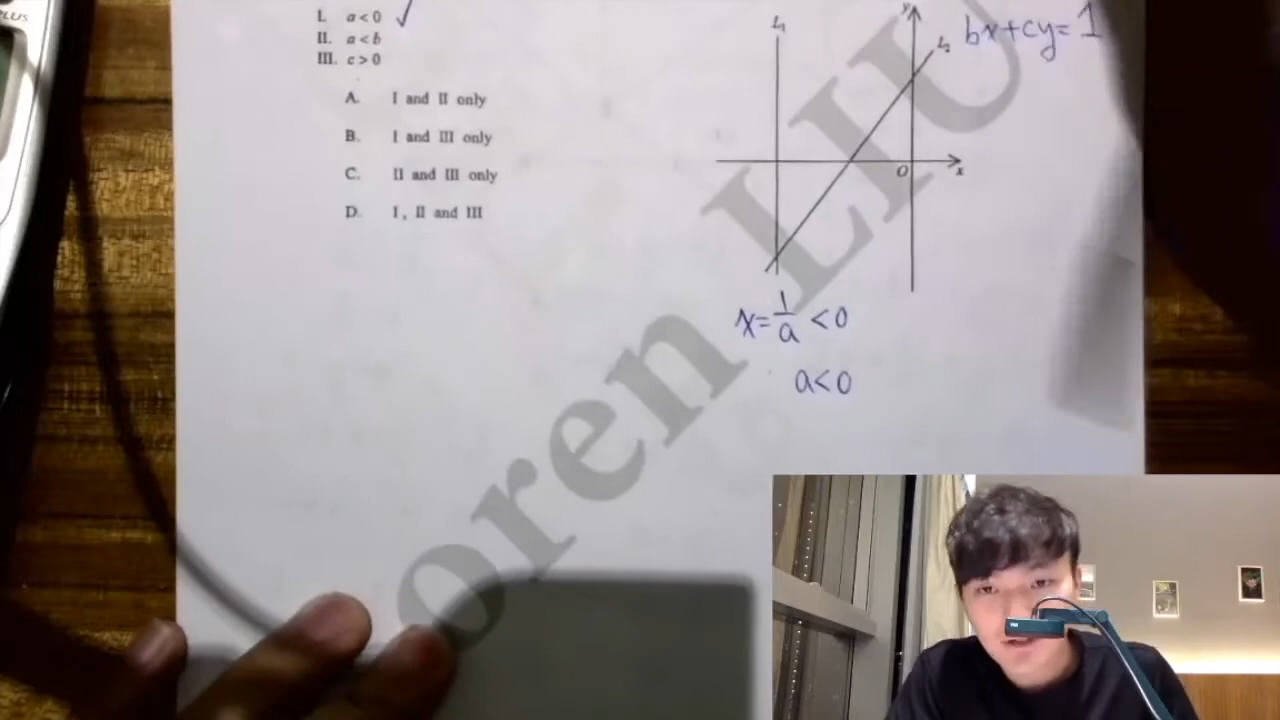 PLUS
I. a < 0 ✓
II. a < b
III. c > 0
A. I and II only
B. I and III only
C. II and III only
D. I, II and III
L₁
y
L₂
bx+cy=1
O
x
x=1/a <0
a<0
oren LIU